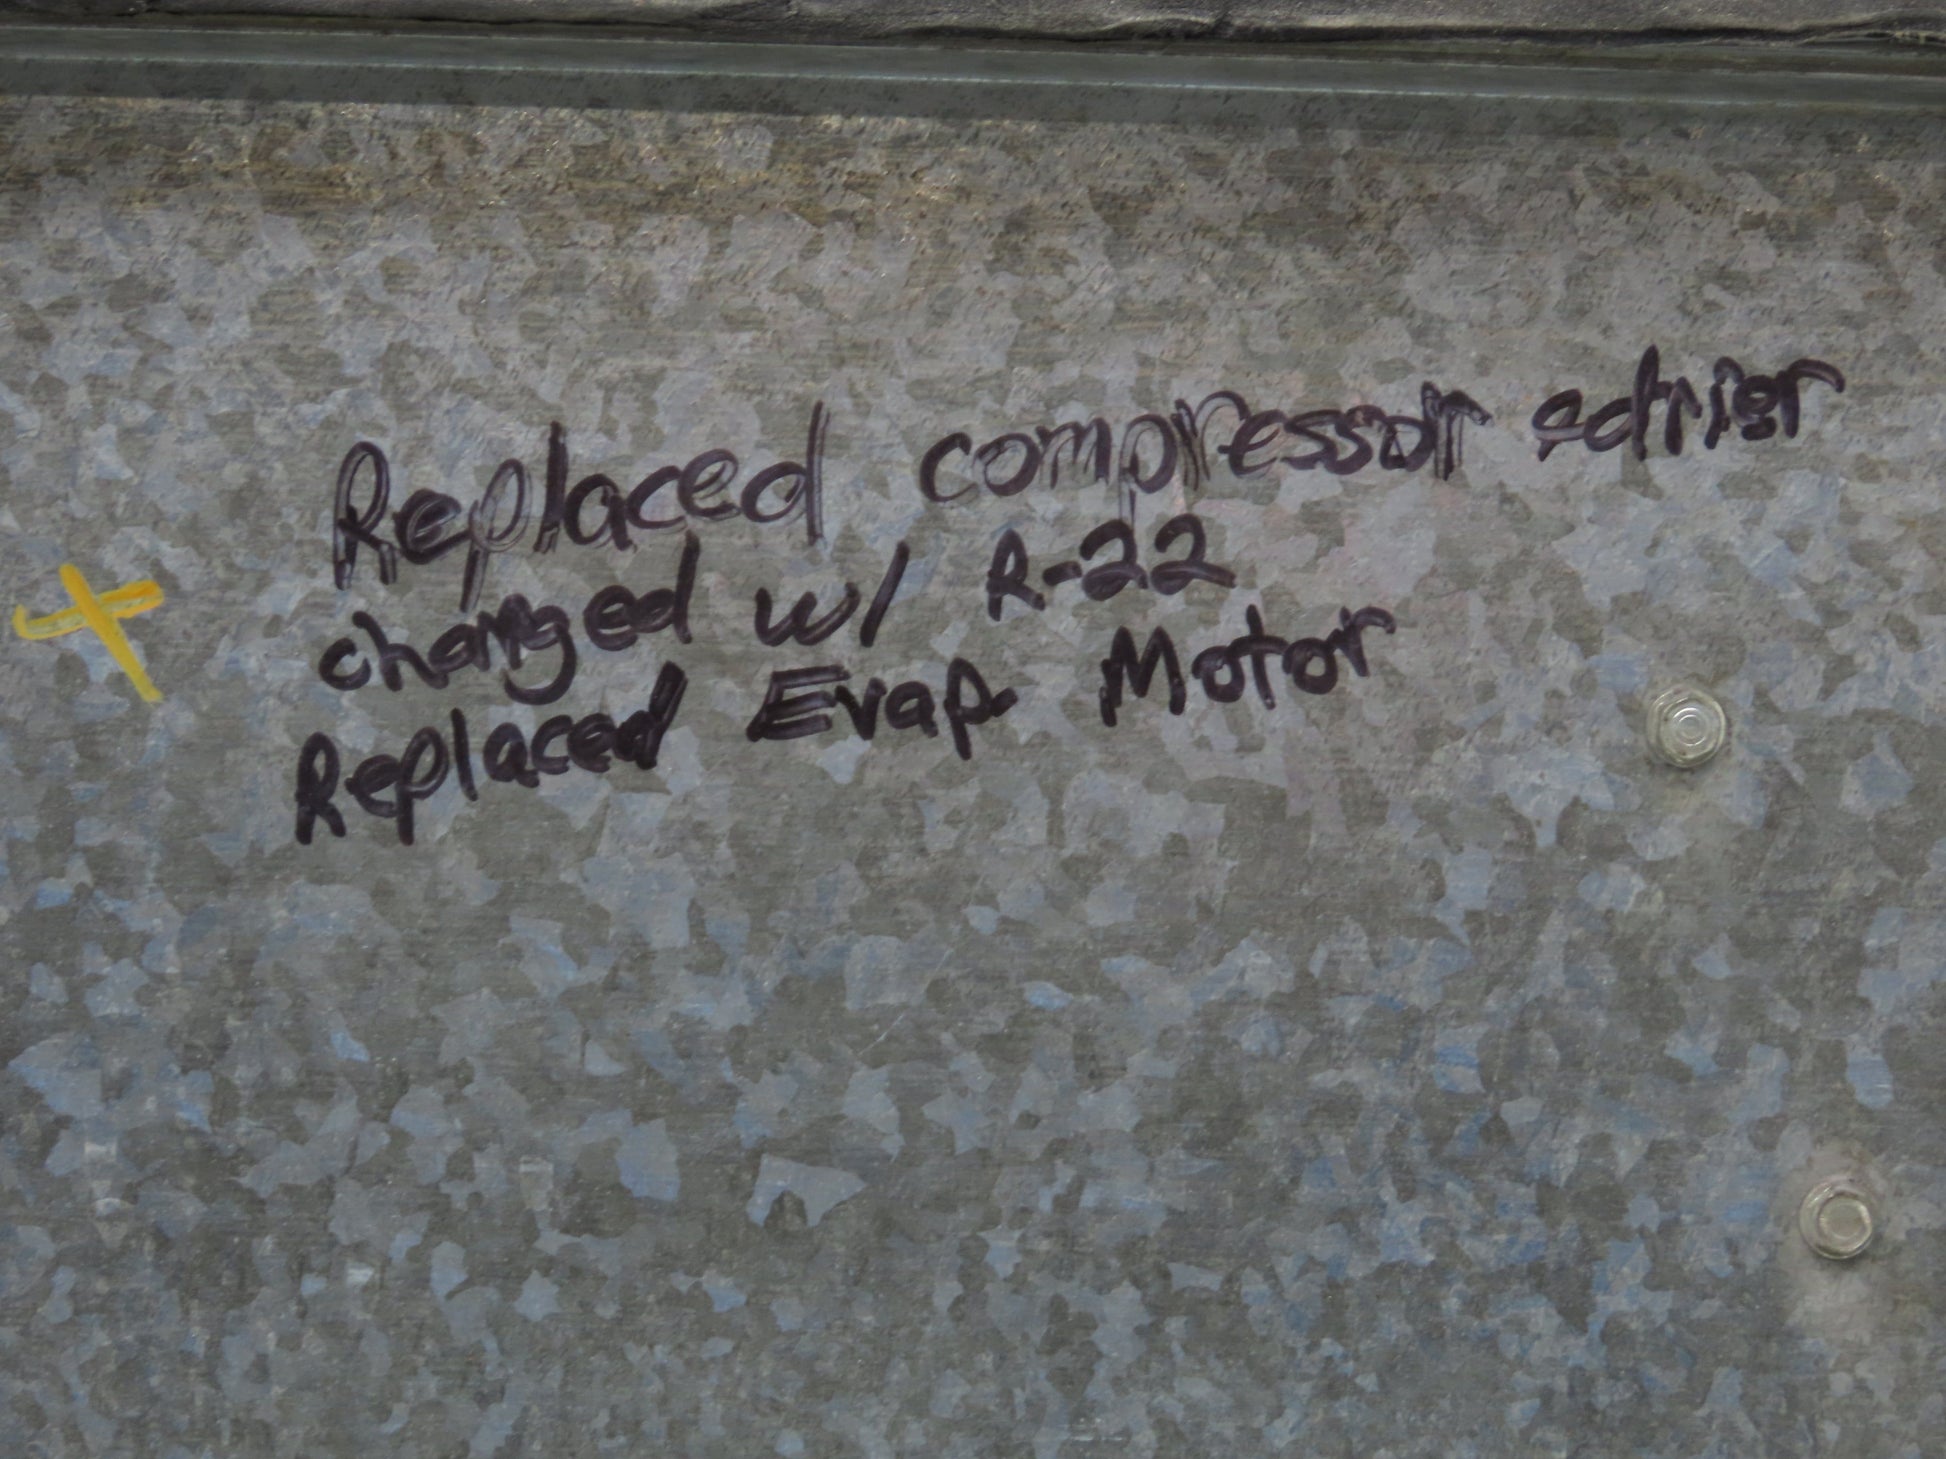 Replaced compressor &drier
changed w/ R-22
Replaced Evap. Motor